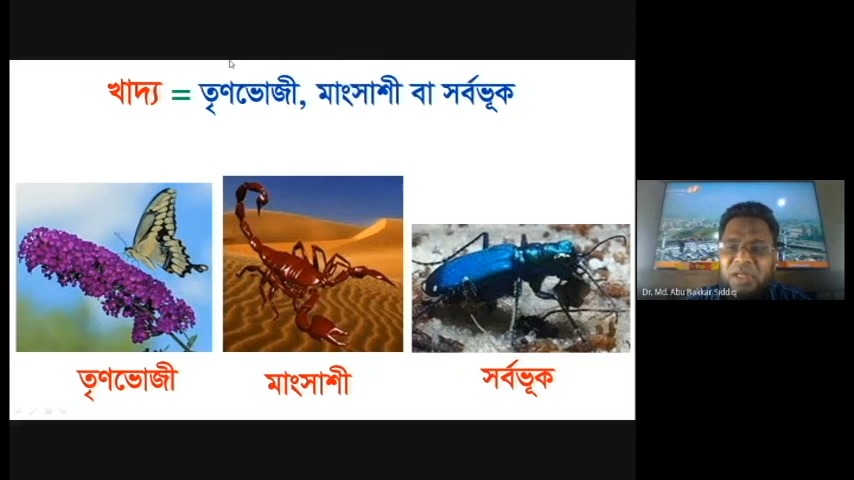 খাদ্য = তৃণভোজী, মাংসাশী বা সর্বভূক
তৃণভোজী
মাংসাশী
সর্বভূক
Dr. Md. Abu Bakkar Siddiq